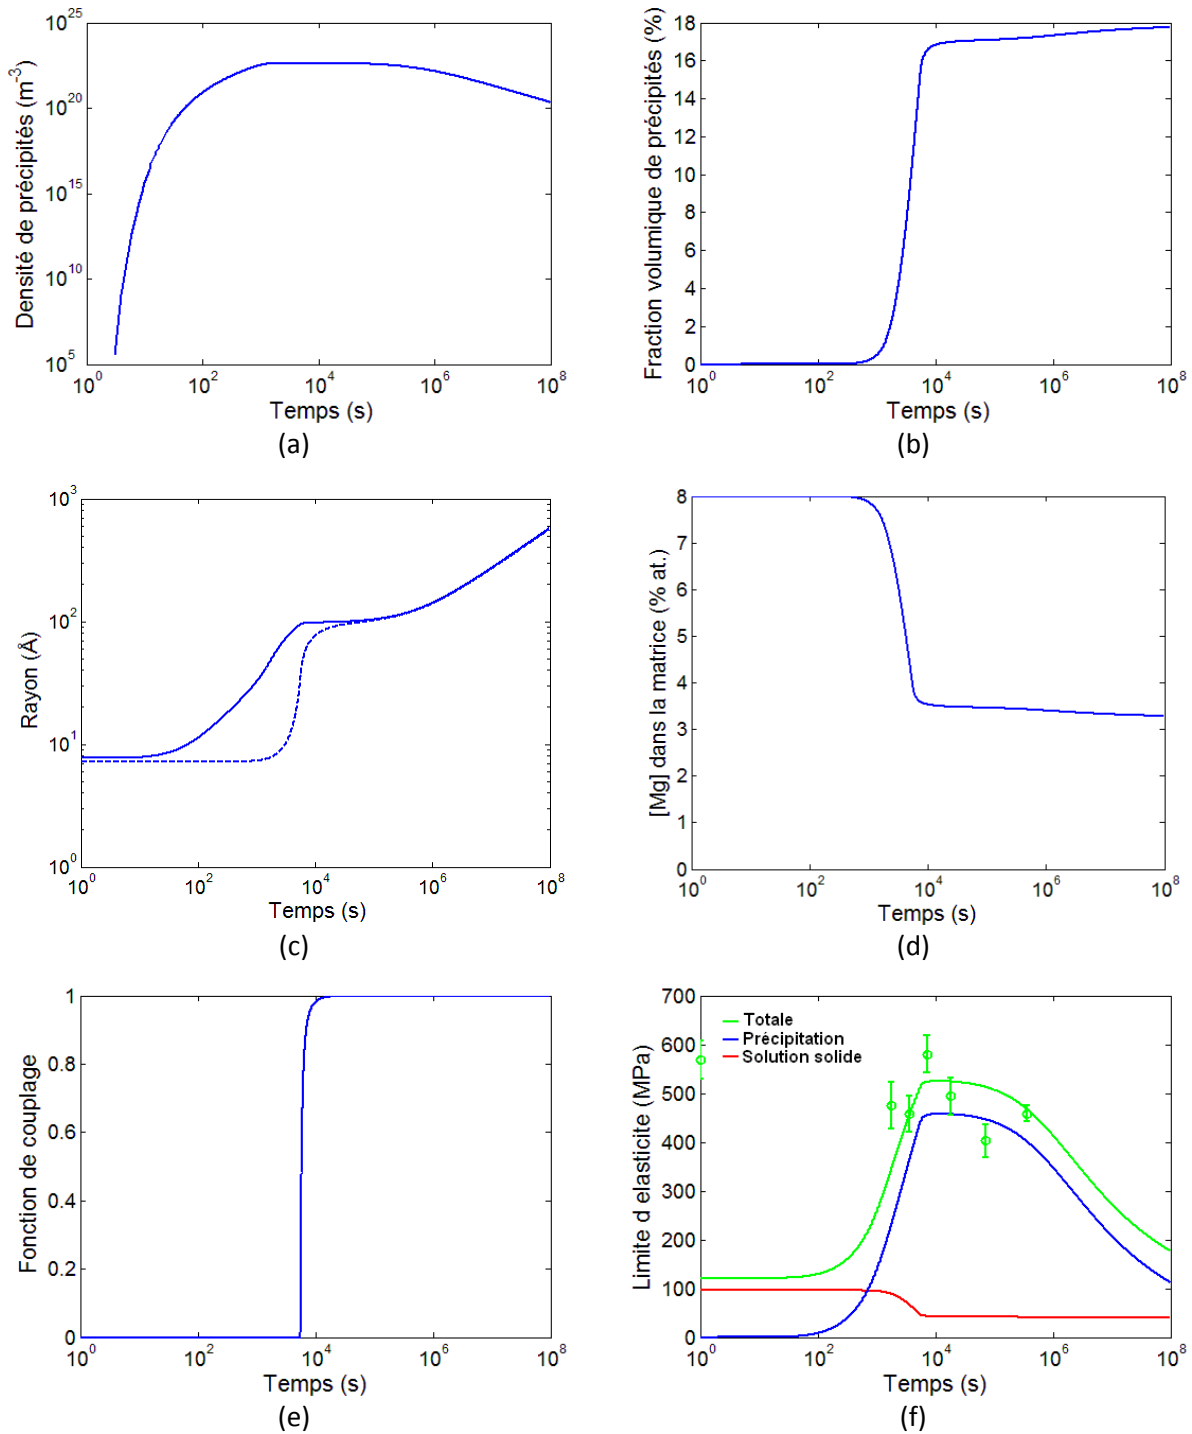 10^25
10^20
10^15
10^10
10^5
Densité de précipités (m^-3)
10^0 10^2 10^4 10^6 10^8
Temps (s)
(a)
18
16
14
12
10
8
6
4
2
0
Fraction volumique de précipités (%)
10^0 10^2 10^4 10^6 10^8
Temps (s)
(b)
10^3
10^2
10^1
10^0
Rayon (Å)
10^0 10^2 10^4 10^6 10^8
Temps (s)
(c)
8
7
6
5
4
3
2
1
0
[Mg] dans la matrice (% at.)
10^0 10^2 10^4 10^6 10^8
Temps (s)
(d)
1
0.8
0.6
0.4
0.2
0
Fonction de couplage
10^0 10^2 10^4 10^6 10^8
Temps (s)
(e)
700
600
500
400
300
200
100
0
Limite d elasticite (MPa)
Totale
Précipitation
Solution solide
10^0 10^2 10^4 10^6 10^8
Temps (s)
(f)